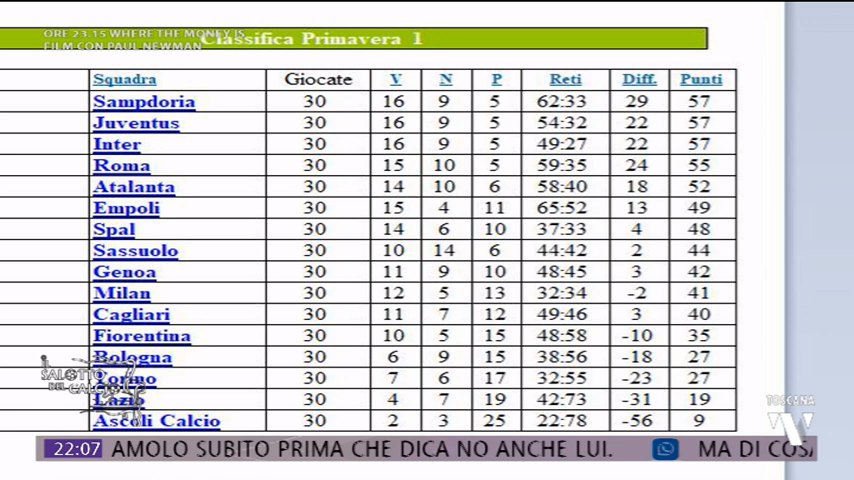 ORE 23.15 WHERE THE MONEY IS
FILM CON PAUL NEWMAN
Classifica Primavera 1
Squadra Giocate V N P Reti Diff. Punti
Sampdoria 30 16 9 5 62:33 29 57
Juventus 30 16 9 5 54:32 22 57
Inter 30 16 9 5 49:27 22 57
Roma 30 15 10 5 59:35 24 55
Atalanta 30 14 10 6 58:40 18 52
Empoli 30 15 4 11 65:52 13 49
Spal 30 14 6 10 37:33 4 48
Sassuolo 30 10 14 6 44:42 2 44
Genoa 30 11 9 10 48:45 3 42
Milan 30 12 5 13 32:34 -2 41
Cagliari 30 11 7 12 49:46 3 40
Fiorentina 30 10 5 15 48:58 -10 35
Bologna 30 6 9 15 38:56 -18 27
Torino 30 7 6 17 32:55 -23 27
Lazio 30 4 7 19 42:73 -31 19
Ascoli Calcio 30 2 3 25 22:78 -56 9
IL SALOTTO
DEL CALCIO
TOSCANA
TV
22:07 AMOLO SUBITO PRIMA CHE DICA NO ANCHE LUI. MA DI COSA